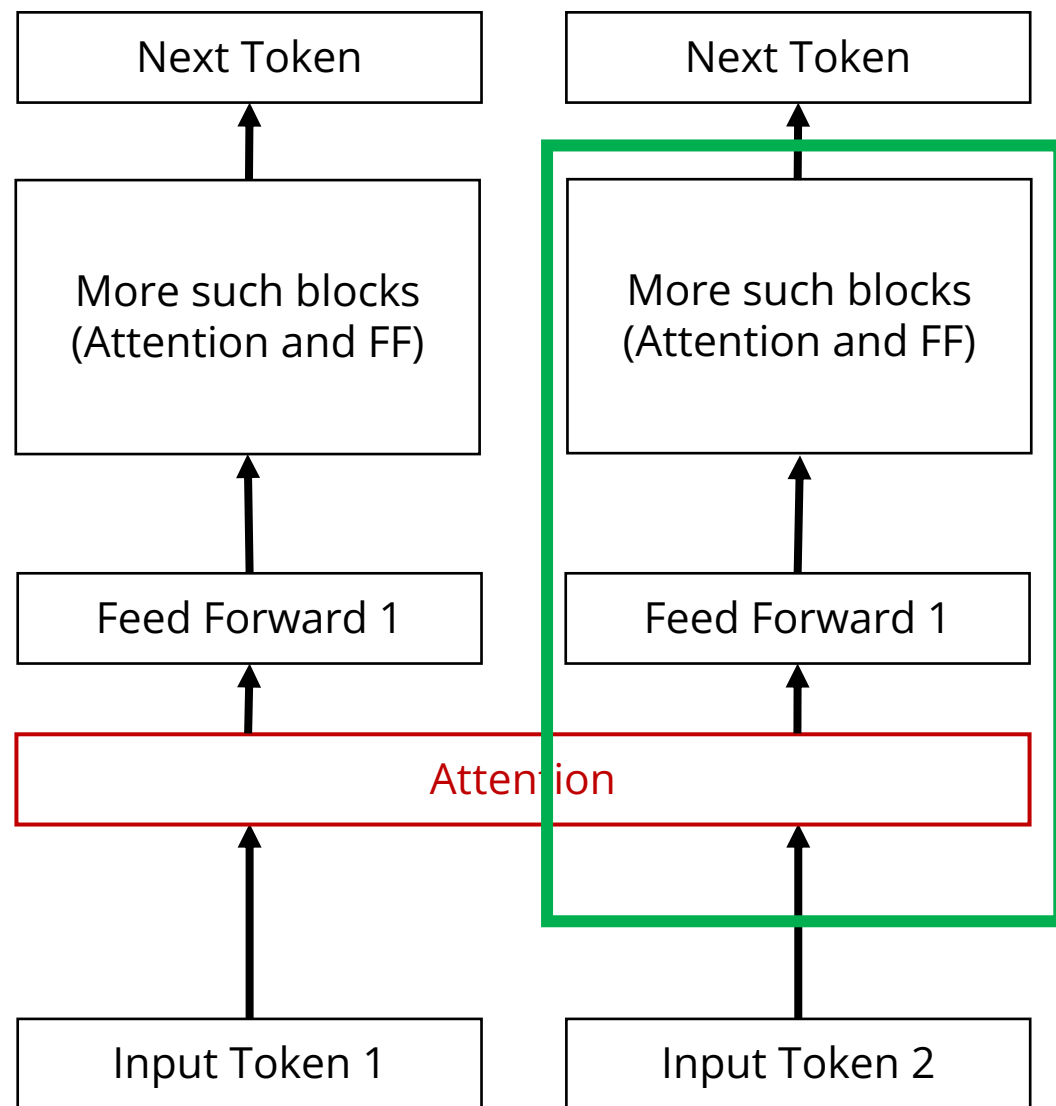 Next Token
Next Token
More such blocks
(Attention and FF)
More such blocks
(Attention and FF)
Feed Forward 1
Feed Forward 1
Attention
Input Token 1
Input Token 2